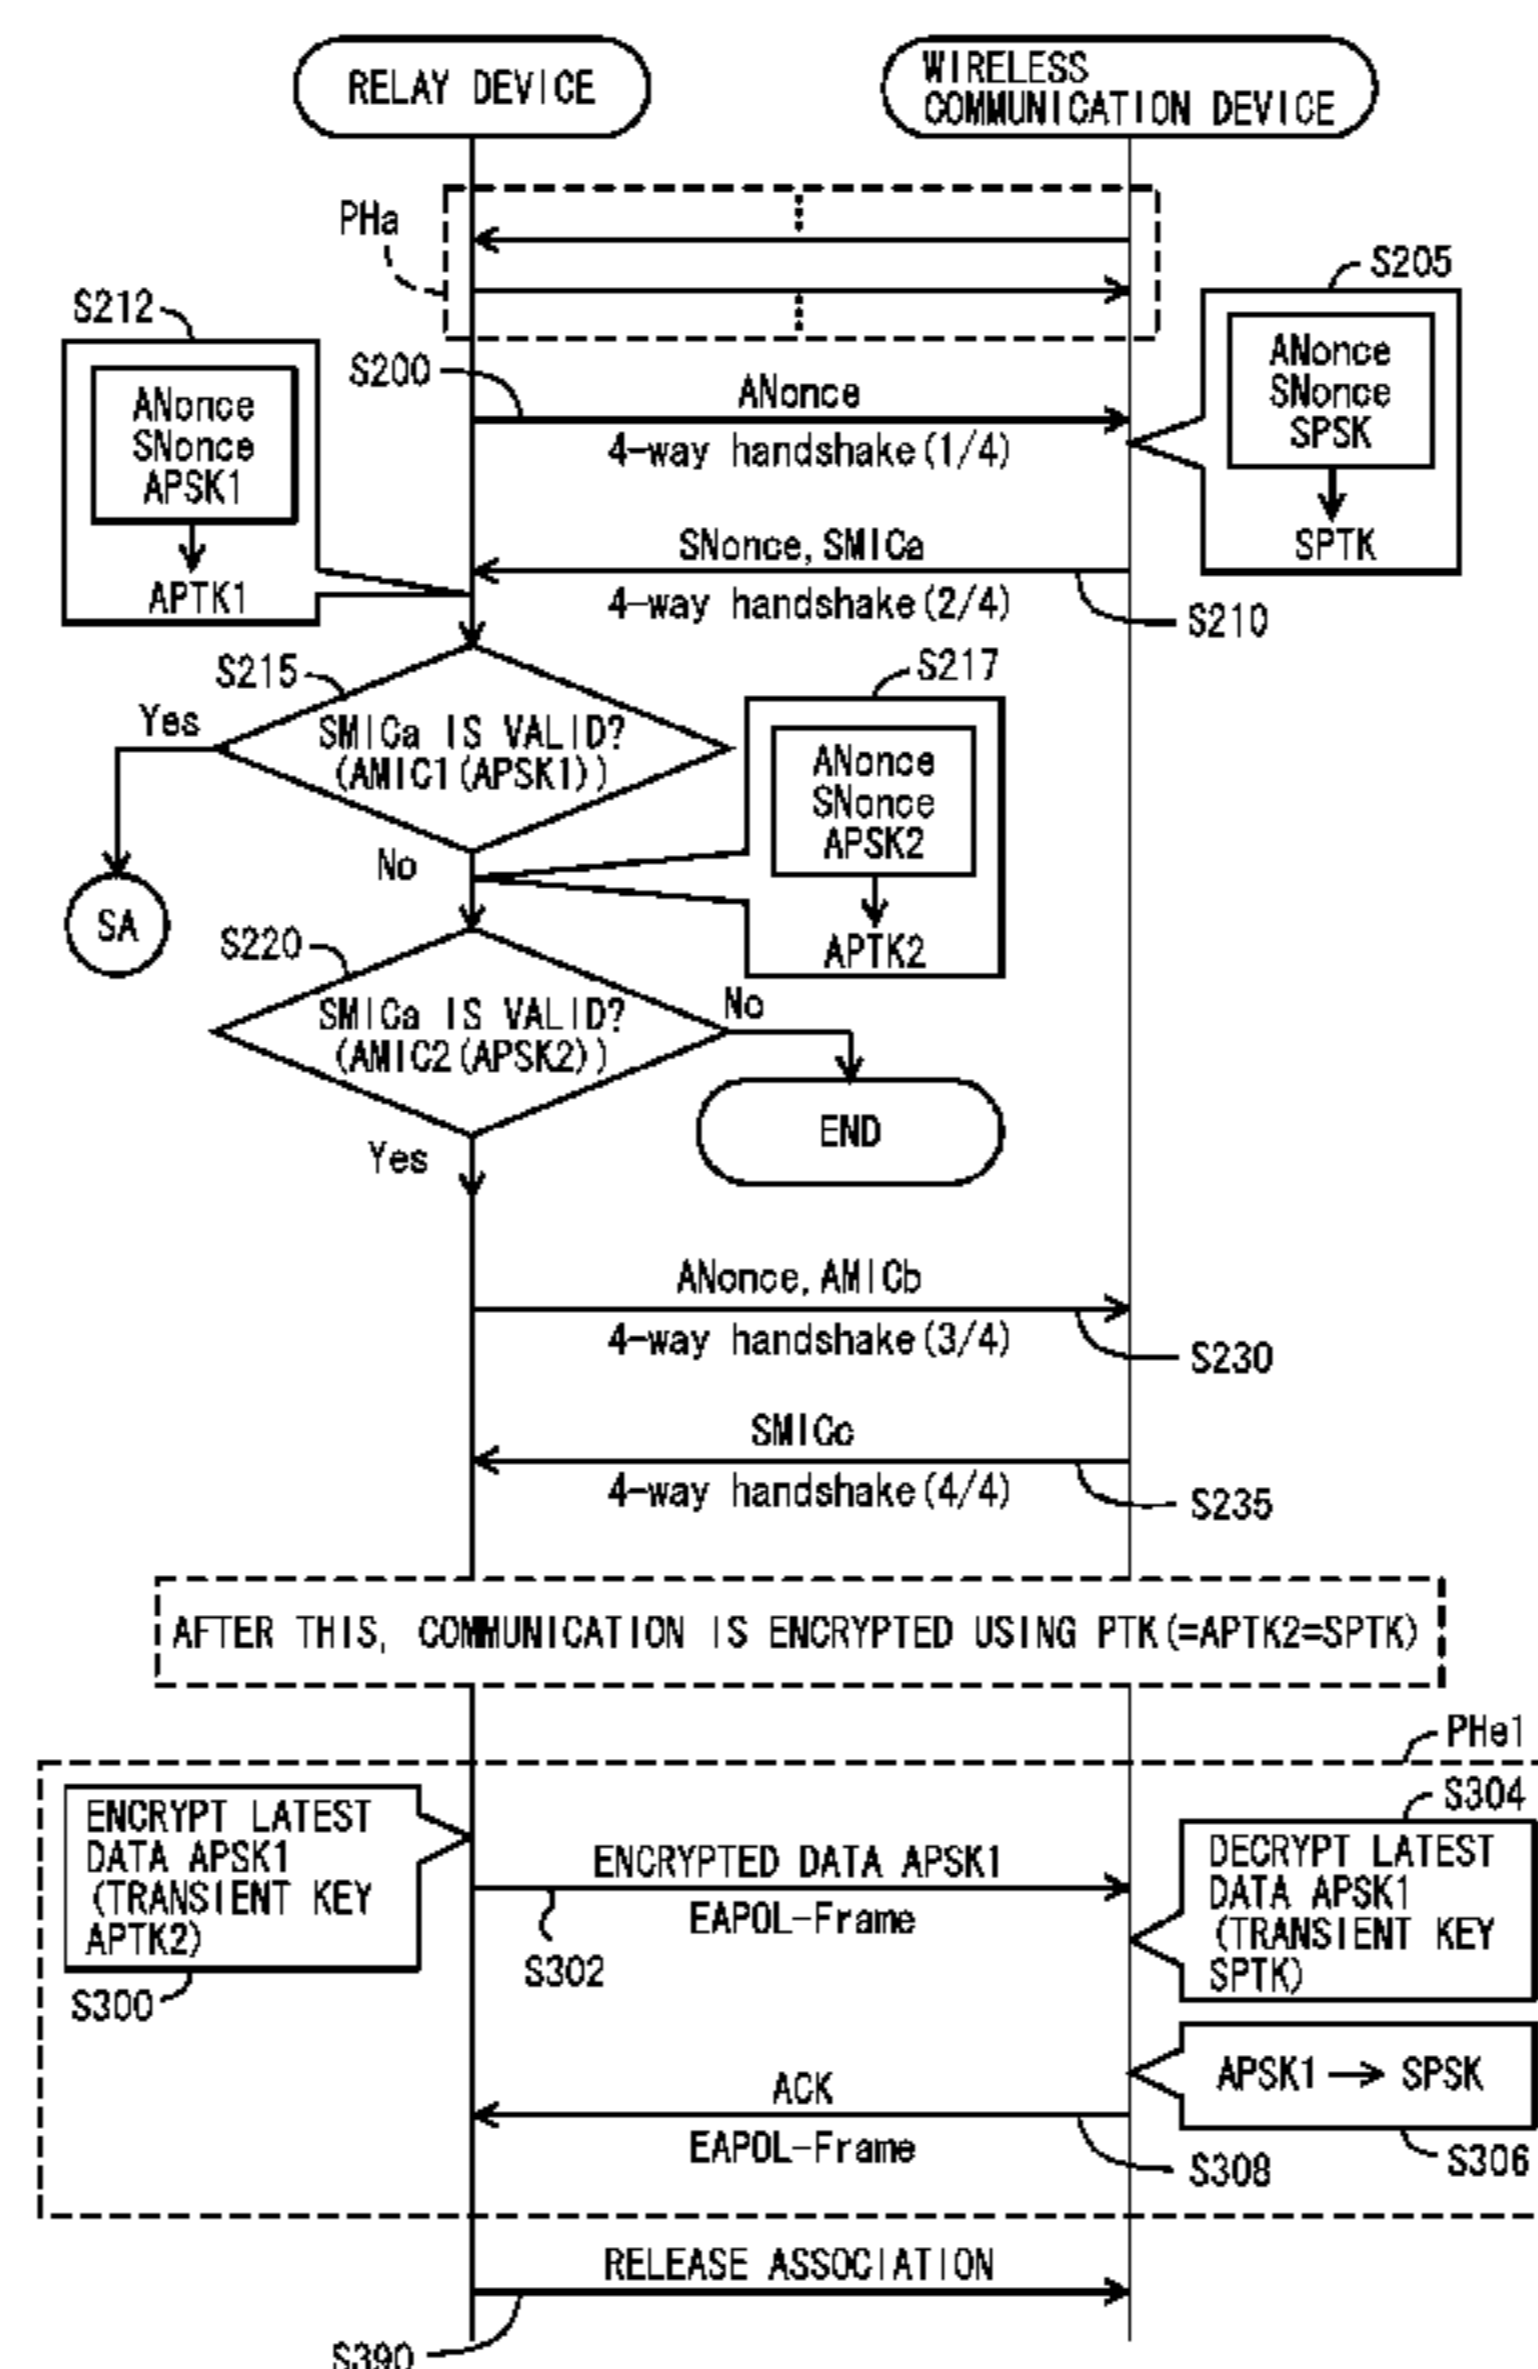 RELAY DEVICE
WIRELESS
COMMUNICATION DEVICE
PHa
S205
S212
ANonce
SNonce
SPSK
SPTK
S200
ANonce
4-way handshake(1/4)
ANonce
SNonce
APSK1
APTK1
SNonce,SMICa
4-way handshake(2/4)
S210
S215
S217
Yes
SMICa IS VALID?
(AMIC1(APSK1))
ANonce
SNonce
APSK2
APTK2
No
SA
S220
SMICa IS VALID?
(AMIC2(APSK2))
No
END
Yes
ANonce,AMICb
4-way handshake(3/4)
S230
SMICc
4-way handshake(4/4)
S235
AFTER THIS, COMMUNICATION IS ENCRYPTED USING PTK(=APTK2=SPTK)
PHe1
ENCRYPT LATEST
DATA APSK1
(TRANSIENT KEY
APTK2)
S300
ENCRYPTED DATA APSK1
EAPOL-Frame
S302
S304
DECRYPT LATEST
DATA APSK1
(TRANSIENT KEY
SPTK)
APSK1 → SPSK
S306
ACK
EAPOL-Frame
S308
RELEASE ASSOCIATION
S390